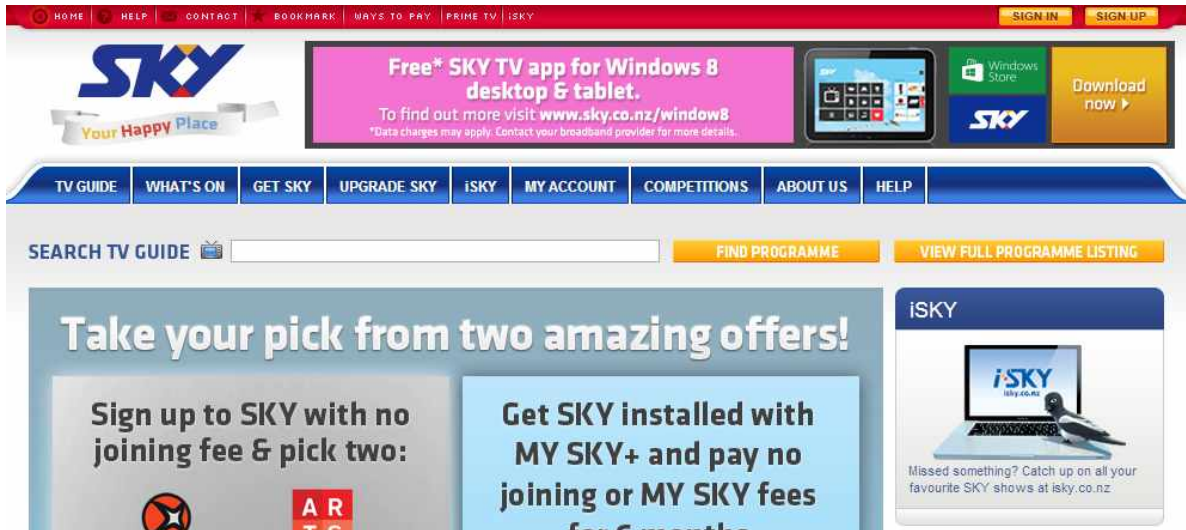 HOME HELP CONTACT BOOKMARK WAYS TO PAY PRIME TV iSKY
SIGN IN SIGN UP
SKY
Your Happy Place
Free* SKY TV app for Windows 8
desktop & tablet.
To find out more visit www.sky.co.nz/window8
*Data charges may apply. Contact your broadband provider for more details.
Windows
Store
SKY
Download
now
TV GUIDE WHAT'S ON GET SKY UPGRADE SKY iSKY MY ACCOUNT COMPETITIONS ABOUT US HELP
SEARCH TV GUIDE FIND PROGRAMME VIEW FULL PROGRAMME LISTING
Take your pick from two amazing offers!
Sign up to SKY with no
joining fee & pick two:
ARTS
Get SKY installed with
MY SKY+ and pay no
joining or MY SKY fees
for 6 months
iSKY
iSKY
isky.co.nz
Missed something? Catch up on all your
favourite SKY shows at isky.co.nz